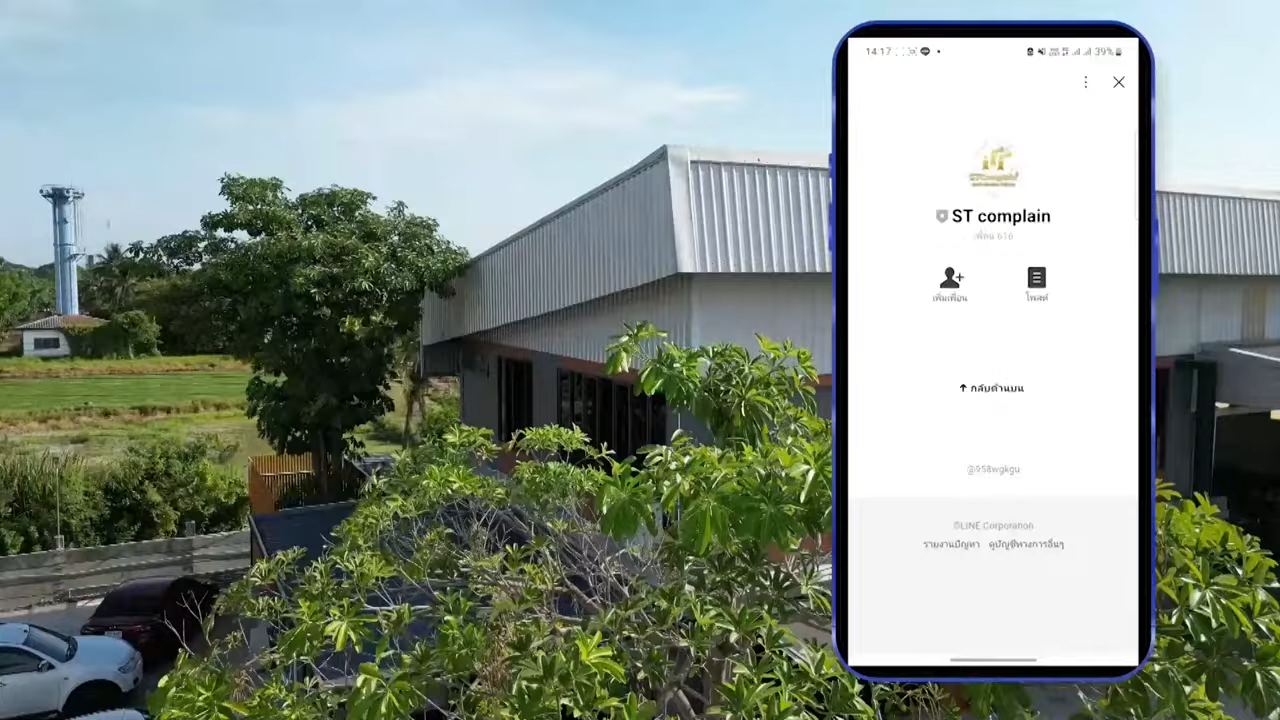 14:17
39%
ST complain
เพื่อน 616
เพิ่มเพื่อน
โพสต์
↑ กลับด้านบน
@958wgkgu
©LINE Corporation
รายงานปัญหา ดูบัญชีทางการอื่นๆ